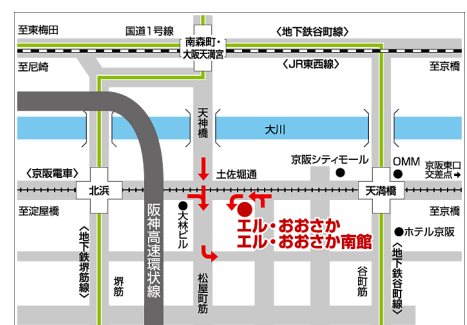 至東梅田
国道1号線
〈地下鉄谷町線〉
南森町・
大阪天満宮
至尼崎
〈JR東西線〉
至京橋
天神橋
大川
京阪シティモール
OMM
京阪東口
交差点→
〈京阪電車〉
土佐堀通
北浜
天満橋
至淀屋橋
大林ビル
エル・おおさか
エル・おおさか南館
至京橋
ホテル京阪
阪神高速環状線
〈地下鉄堺筋線〉
堺筋
松屋町筋
谷町筋
〈地下鉄谷町線〉